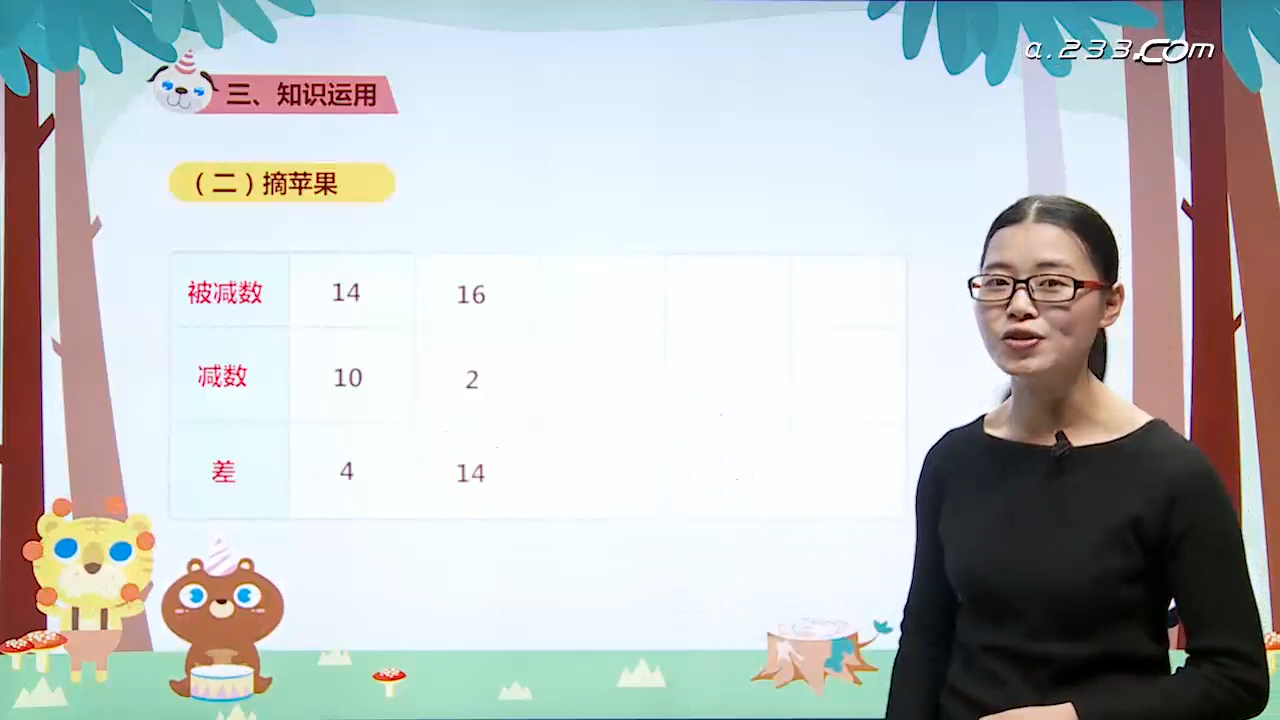 a.233.com
三、知识运用
（二）摘苹果
被减数 14 16
减数 10 2
差 4 14